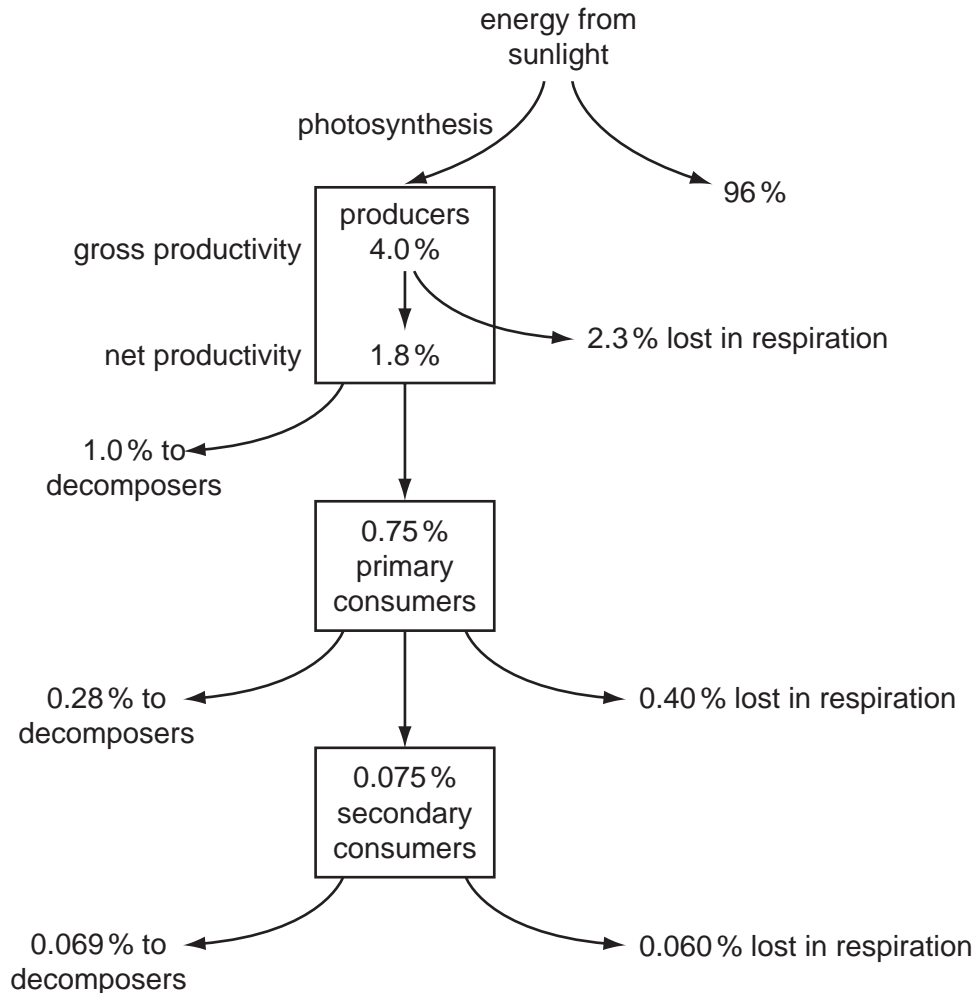 energy from
sunlight
photosynthesis
96 %
producers
gross productivity
4.0 %
2.3 % lost in respiration
net productivity
1.8 %
1.0 % to
decomposers
0.75 %
primary
consumers
0.28 % to
decomposers
0.40 % lost in respiration
0.075 %
secondary
consumers
0.069 % to
decomposers
0.060 % lost in respiration